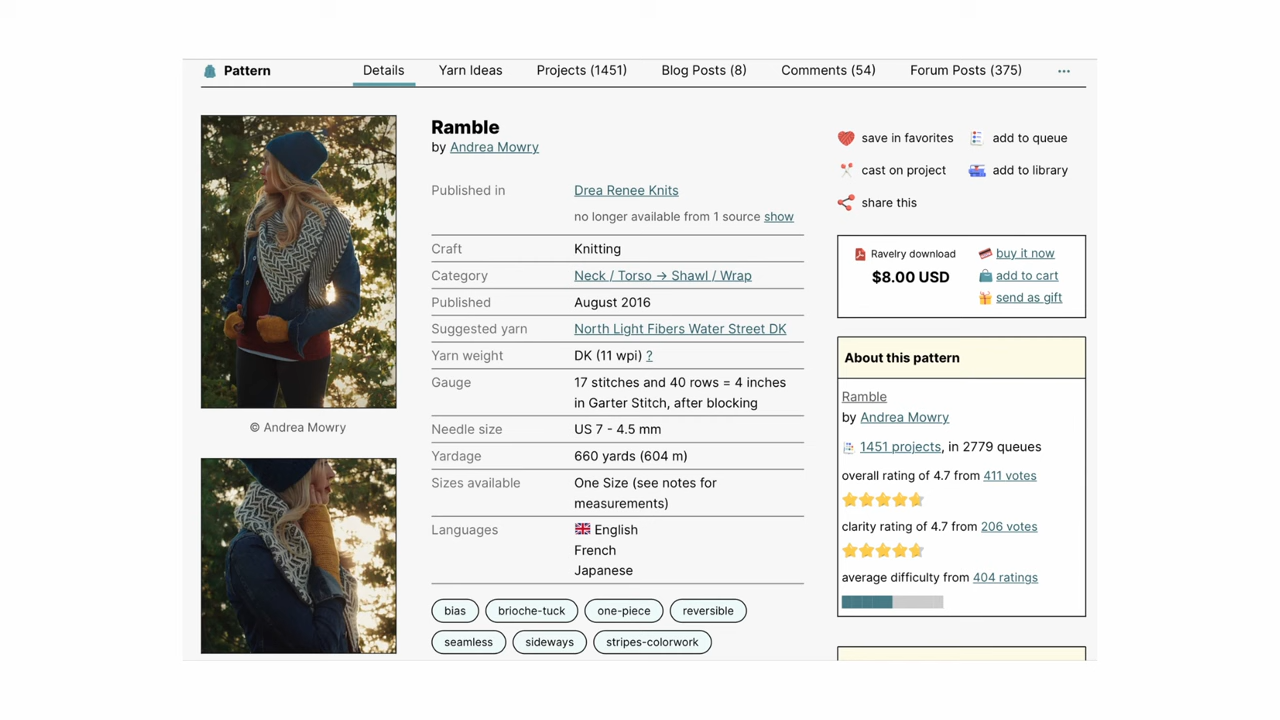 Pattern
Details
Yarn Ideas
Projects (1451)
Blog Posts (8)
Comments (54)
Forum Posts (375)
Ramble
by Andrea Mowry
Published in Drea Renee Knits
no longer available from 1 source show
Craft Knitting
Category Neck / Torso → Shawl / Wrap
Published August 2016
Suggested yarn North Light Fibers Water Street DK
Yarn weight DK (11 wpi) ?
Gauge 17 stitches and 40 rows = 4 inches
in Garter Stitch, after blocking
Needle size US 7 - 4.5 mm
Yardage 660 yards (604 m)
Sizes available One Size (see notes for
measurements)
Languages English
French
Japanese
bias brioche-tuck one-piece reversible
seamless sideways stripes-colorwork
© Andrea Mowry
save in favorites add to queue
cast on project add to library
share this
Ravelry download
$8.00 USD
buy it now
add to cart
send as gift
About this pattern
Ramble
by Andrea Mowry
1451 projects, in 2779 queues
overall rating of 4.7 from 411 votes
clarity rating of 4.7 from 206 votes
average difficulty from 404 ratings